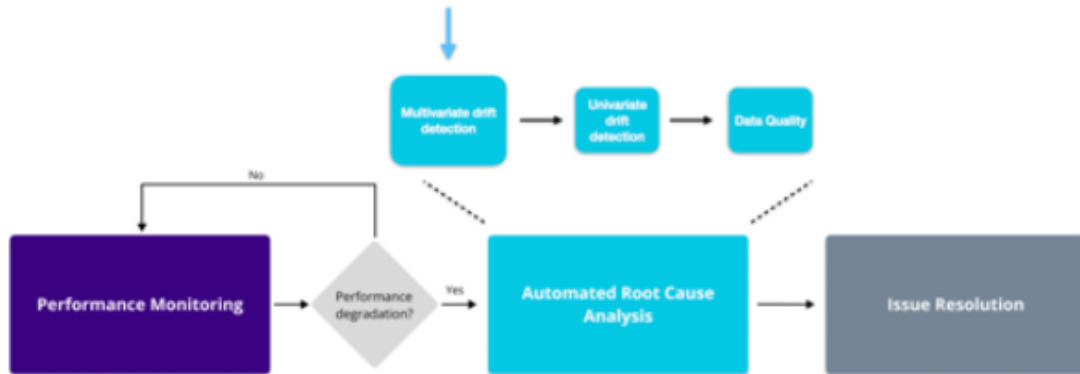 Multivariate drift
detection
Univariate
drift
detection
Data Quality
No
Performance Monitoring
Performance
degradation?
Yes
Automated Root Cause
Analysis
Issue Resolution